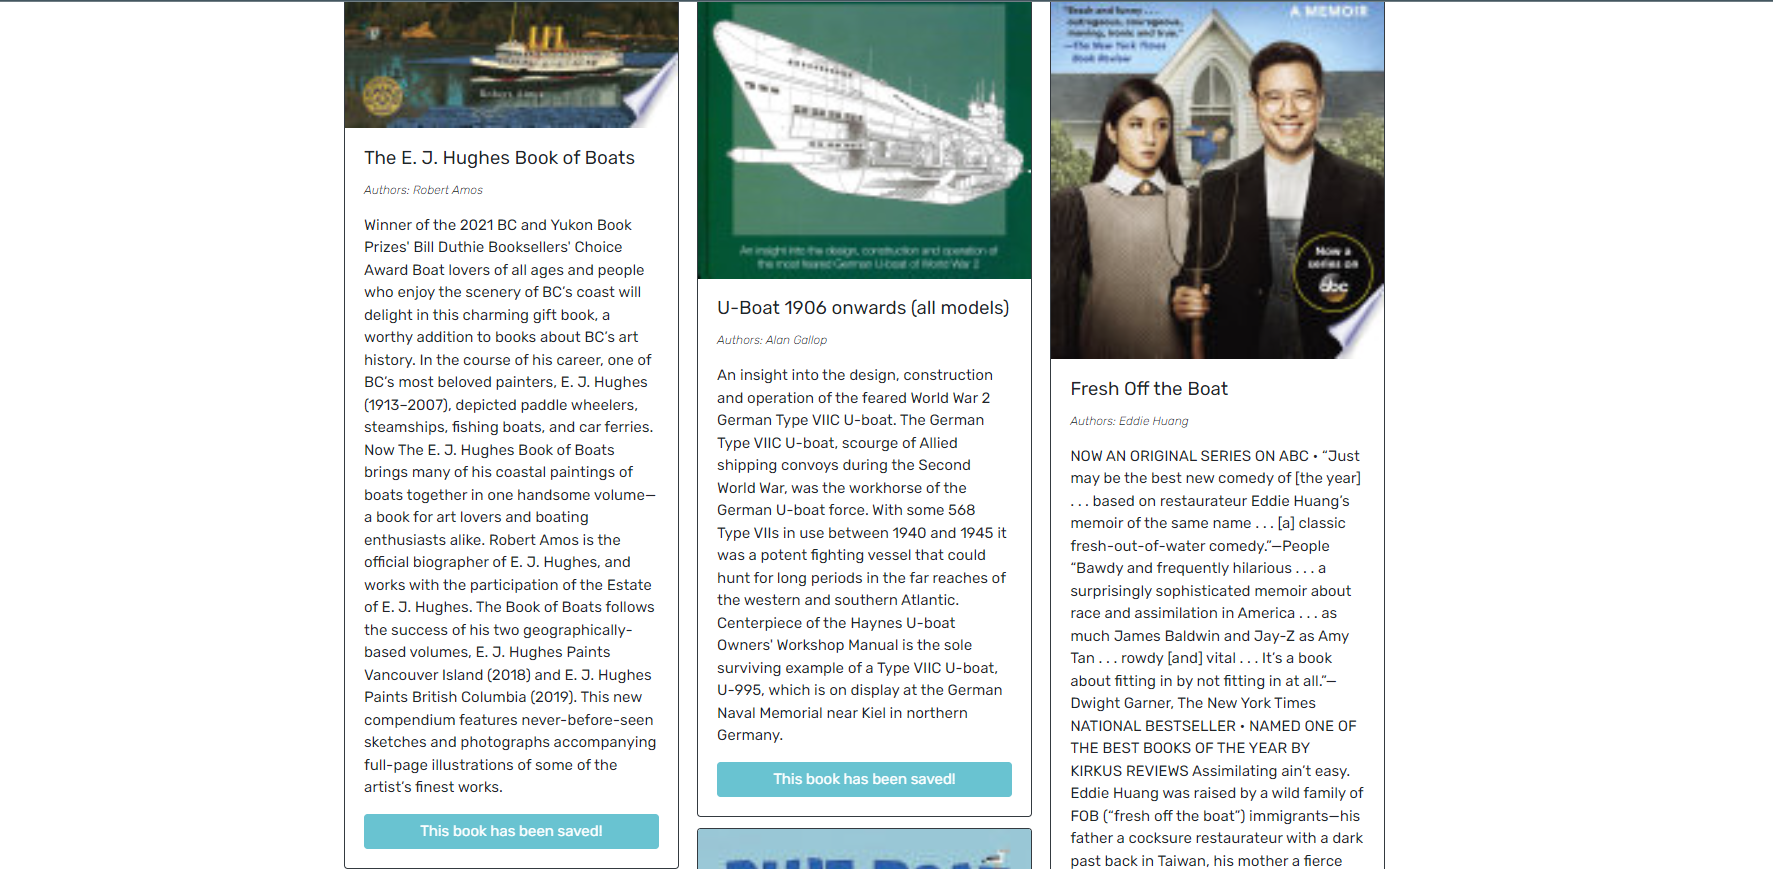 Robert Amos
The E. J. Hughes Book of Boats
Authors: Robert Amos
Winner of the 2021 BC and Yukon Book
Prizes' Bill Duthie Booksellers' Choice
Award Boat lovers of all ages and people
who enjoy the scenery of BC’s coast will
delight in this charming gift book, a
worthy addition to books about BC’s art
history. In the course of his career, one of
BC’s most beloved painters, E. J. Hughes
(1913–2007), depicted paddle wheelers,
steamships, fishing boats, and car ferries.
Now The E. J. Hughes Book of Boats
brings many of his coastal paintings of
boats together in one handsome volume—
a book for art lovers and boating
enthusiasts alike. Robert Amos is the
official biographer of E. J. Hughes, and
works with the participation of the Estate
of E. J. Hughes. The Book of Boats follows
the success of his two geographically-
based volumes, E. J. Hughes Paints
Vancouver Island (2018) and E. J. Hughes
Paints British Columbia (2019). This new
compendium features never-before-seen
sketches and photographs accompanying
full-page illustrations of some of the
artist’s finest works.
This book has been saved!
An insight into the design, construction and operation of
the most feared German U-boat of World War 2
U-Boat 1906 onwards (all models)
Authors: Alan Gallop
An insight into the design, construction
and operation of the feared World War 2
German Type VIIC U-boat. The German
Type VIIC U-boat, scourge of Allied
shipping convoys during the Second
World War, was the workhorse of the
German U-boat force. With some 568
Type VIIs in use between 1940 and 1945 it
was a potent fighting vessel that could
hunt for long periods in the far reaches of
the western and southern Atlantic.
Centerpiece of the Haynes U-boat
Owners' Workshop Manual is the sole
surviving example of a Type VIIC U-boat,
U-995, which is on display at the German
Naval Memorial near Kiel in northern
Germany.
This book has been saved!
"Brash and funny . . .
outrageous, courageous,
moving, ironic and true."
—The New York Times
Book Review
A MEMOIR
Now a
series on
abc
Fresh Off the Boat
Authors: Eddie Huang
NOW AN ORIGINAL SERIES ON ABC • “Just
may be the best new comedy of [the year]
. . . based on restaurateur Eddie Huang’s
memoir of the same name . . . [a] classic
fresh-out-of-water comedy.”—People
“Bawdy and frequently hilarious . . . a
surprisingly sophisticated memoir about
race and assimilation in America . . . as
much James Baldwin and Jay-Z as Amy
Tan . . . rowdy [and] vital . . . It’s a book
about fitting in by not fitting in at all.”—
Dwight Garner, The New York Times
NATIONAL BESTSELLER • NAMED ONE OF
THE BEST BOOKS OF THE YEAR BY
KIRKUS REVIEWS Assimilating ain’t easy.
Eddie Huang was raised by a wild family of
FOB (“fresh off the boat”) immigrants—his
father a cocksure restaurateur with a dark
past back in Taiwan, his mother a fierce